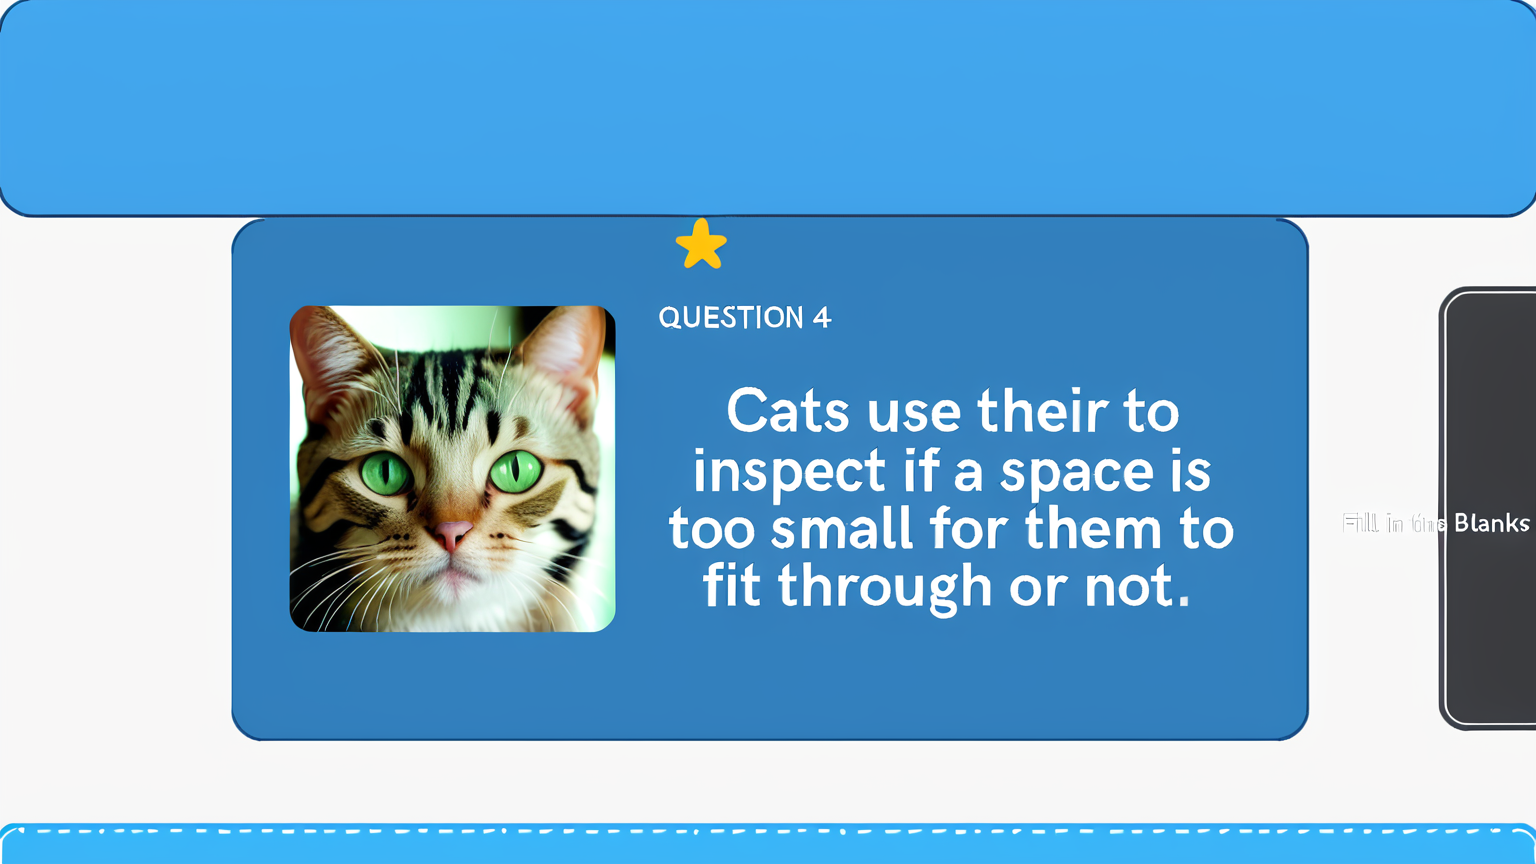 QUESTION 4
Cats use their to
inspect if a space is
too small for them to
fit through or not.
Fill in the Blanks